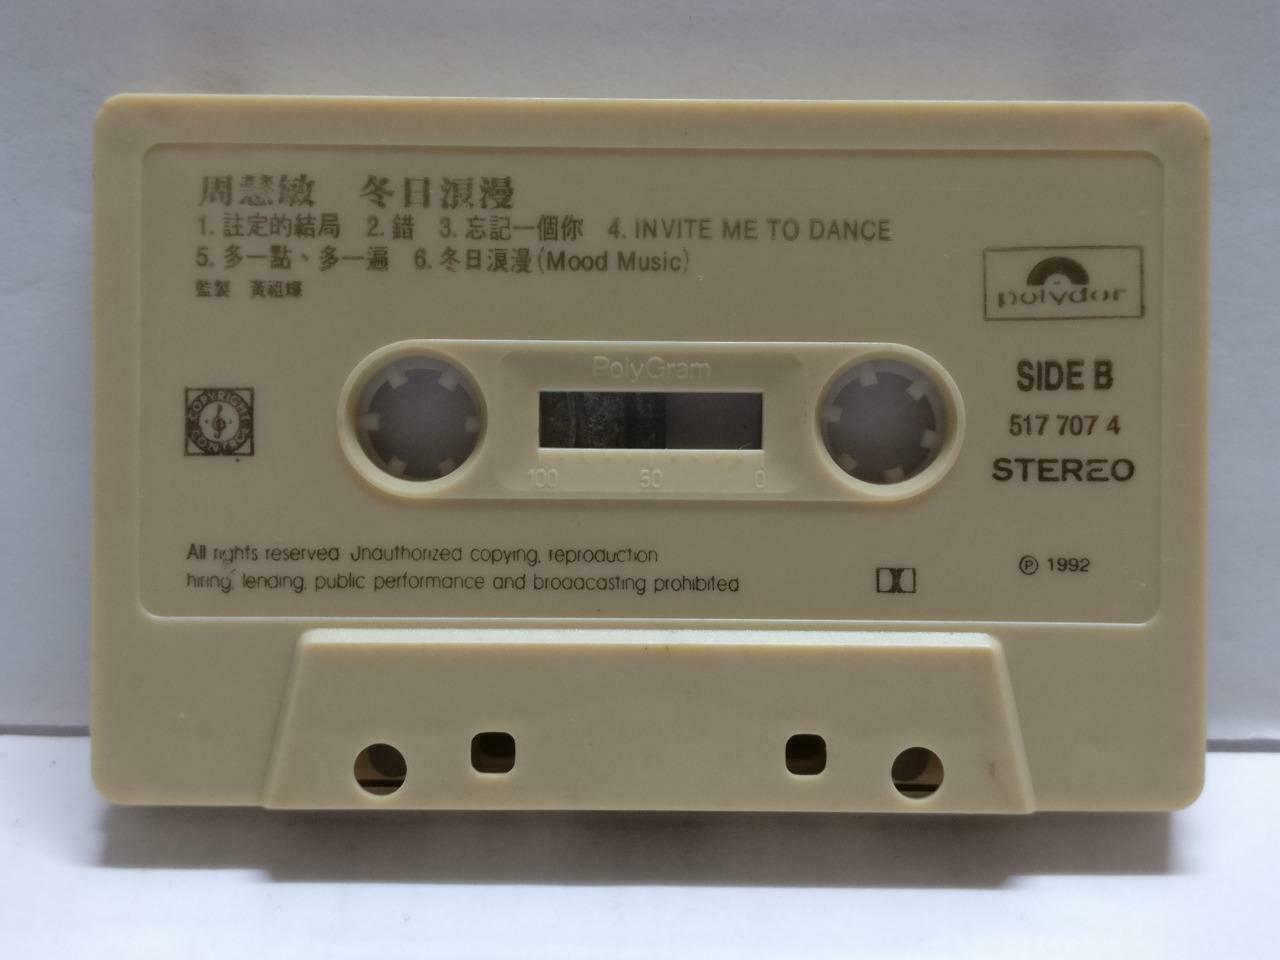 周慧敏 冬日浪漫
1. 註定的結局 2. 錯 3. 忘記一個你 4. INVITE ME TO DANCE
5. 多一點、多一遍 6. 冬日浪漫(Mood Music)
監製 黃祖輝
polydor
PolyGram
SIDE B
517 707 4
STEREO
COPYRIGHT CONTROL
100 50 0
All rights reserved Unauthorized copying, reproduction
hiring, lending, public performance and broadcasting prohibited
℗ 1992